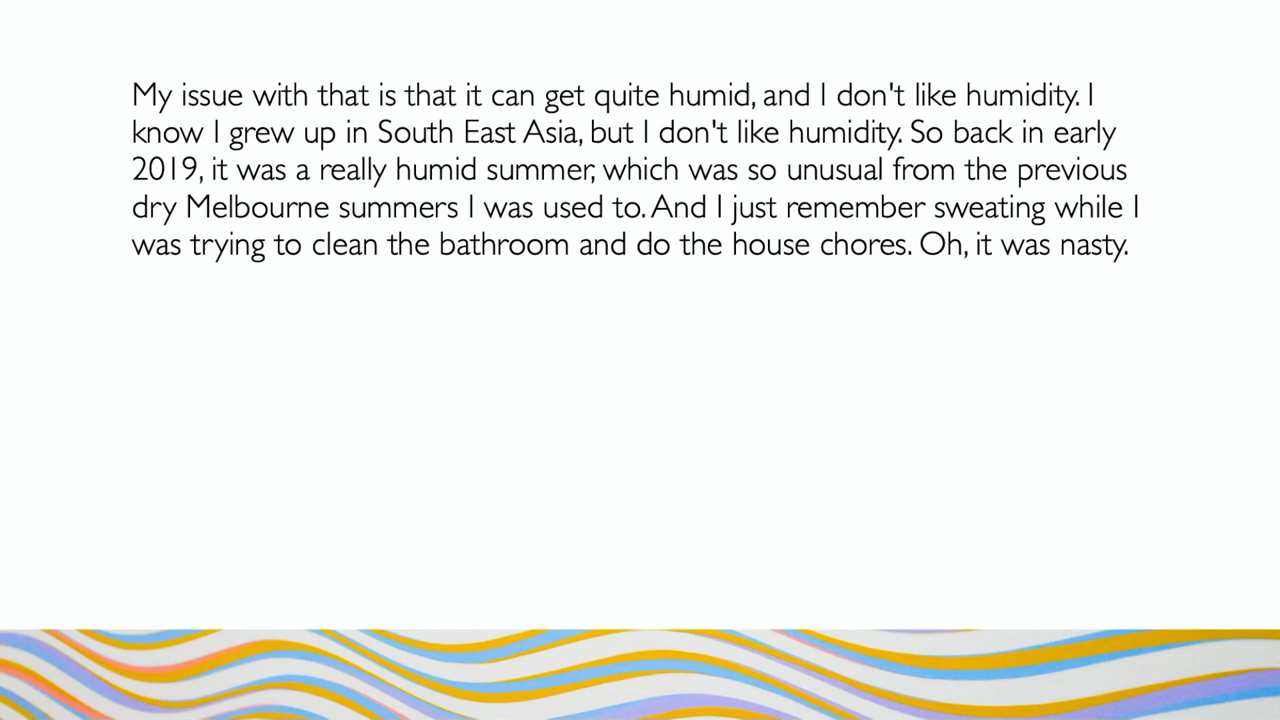 My issue with that is that it can get quite humid, and I don't like humidity. I
know I grew up in South East Asia, but I don't like humidity. So back in early
2019, it was a really humid summer, which was so unusual from the previous
dry Melbourne summers I was used to. And I just remember sweating while I
was trying to clean the bathroom and do the house chores. Oh, it was nasty.